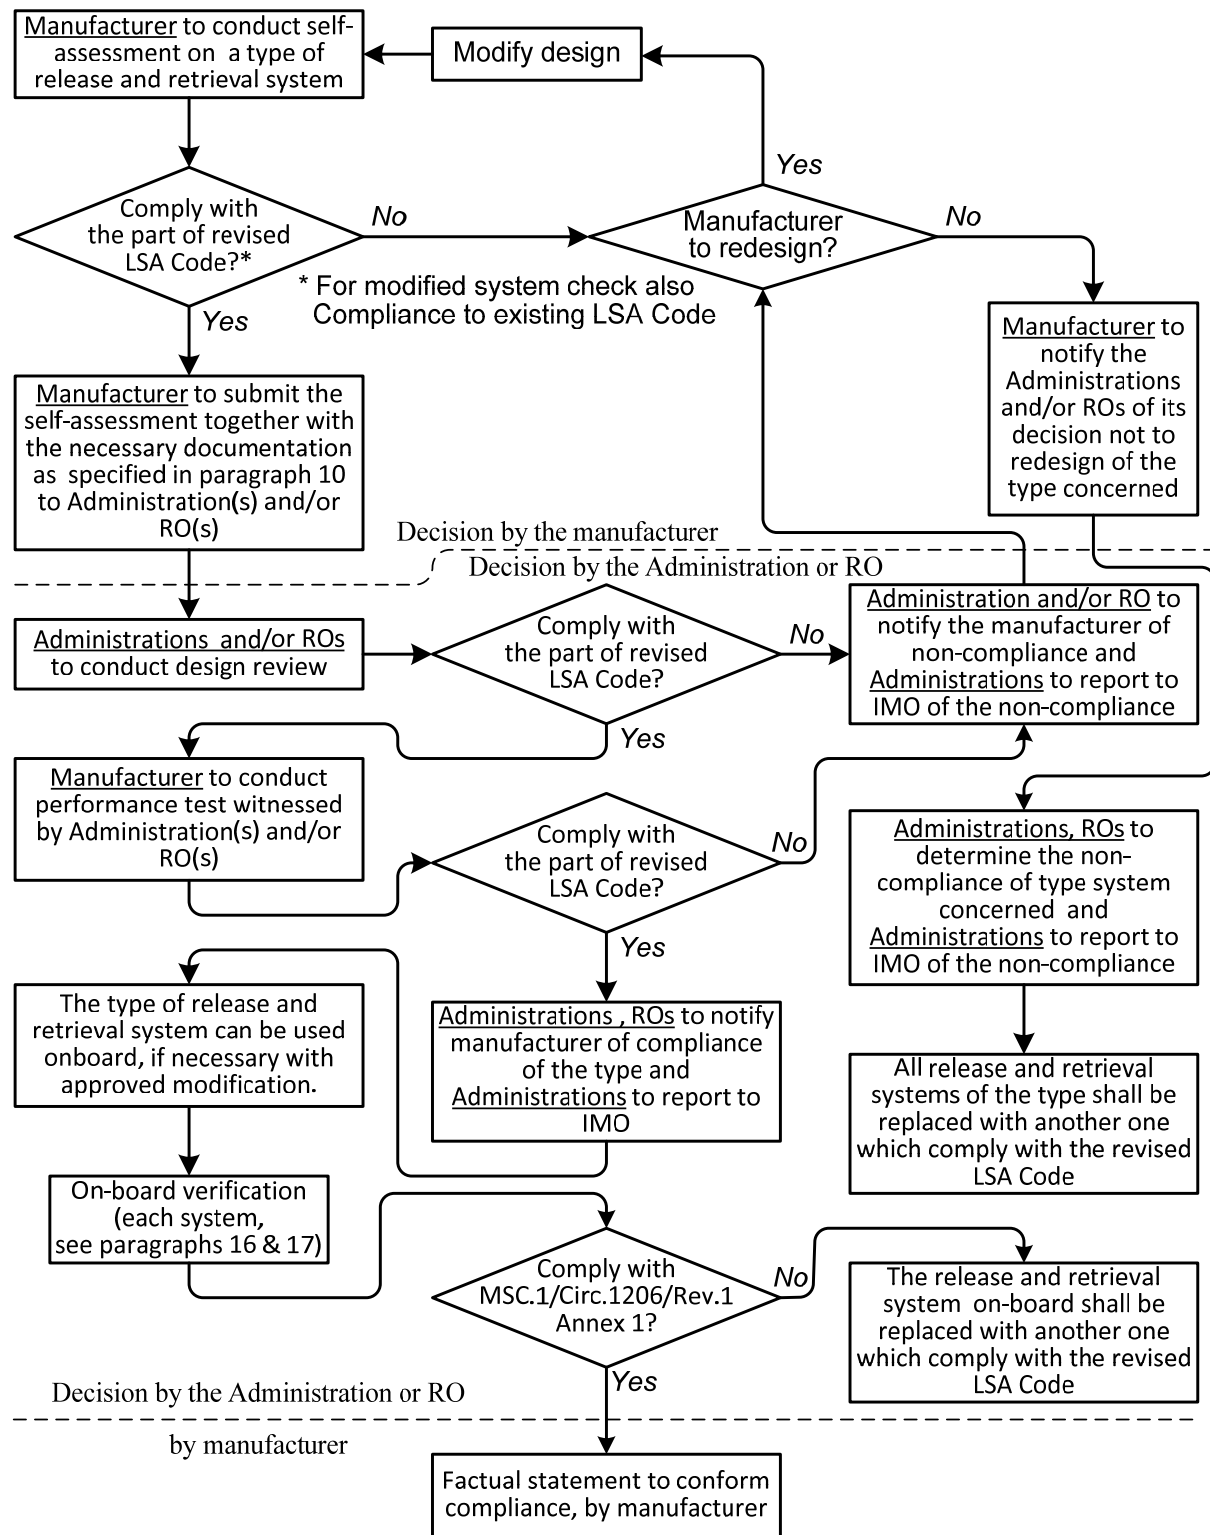 Manufacturer to conduct self-
assessment on a type of
release and retrieval system
Modify design
Yes
Comply with
the part of revised
LSA Code?*
No
Manufacturer
to redesign?
No
* For modified system check also
Compliance to existing LSA Code
Yes
Manufacturer to
notify the
Administrations
and/or ROs of its
decision not to
redesign of the
type concerned
Manufacturer to submit the
self-assessment together with
the necessary documentation
as specified in paragraph 10
to Administration(s) and/or
RO(s)
Decision by the manufacturer
Decision by the Administration or RO
Administrations and/or ROs
to conduct design review
Comply with
the part of revised
LSA Code?
No
Administration and/or RO to
notify the manufacturer of
non-compliance and
Administrations to report to
IMO of the non-compliance
Yes
Manufacturer to conduct
performance test witnessed
by Administration(s) and/or
RO(s)
Comply with
the part of revised
LSA Code?
No
Administrations, ROs to
determine the non-
compliance of type system
concerned and
Administrations to report to
IMO of the non-compliance
Yes
The type of release and
retrieval system can be used
onboard, if necessary with
approved modification.
Administrations , ROs to notify
manufacturer of compliance
of the type and
Administrations to report to
IMO
All release and retrieval
systems of the type shall be
replaced with another one
which comply with the revised
LSA Code
On-board verification
(each system,
see paragraphs 16 & 17)
Comply with
MSC.1/Circ.1206/Rev.1
Annex 1?
No
The release and retrieval
system on-board shall be
replaced with another one
which comply with the revised
LSA Code
Yes
Decision by the Administration or RO
by manufacturer
Factual statement to conform
compliance, by manufacturer